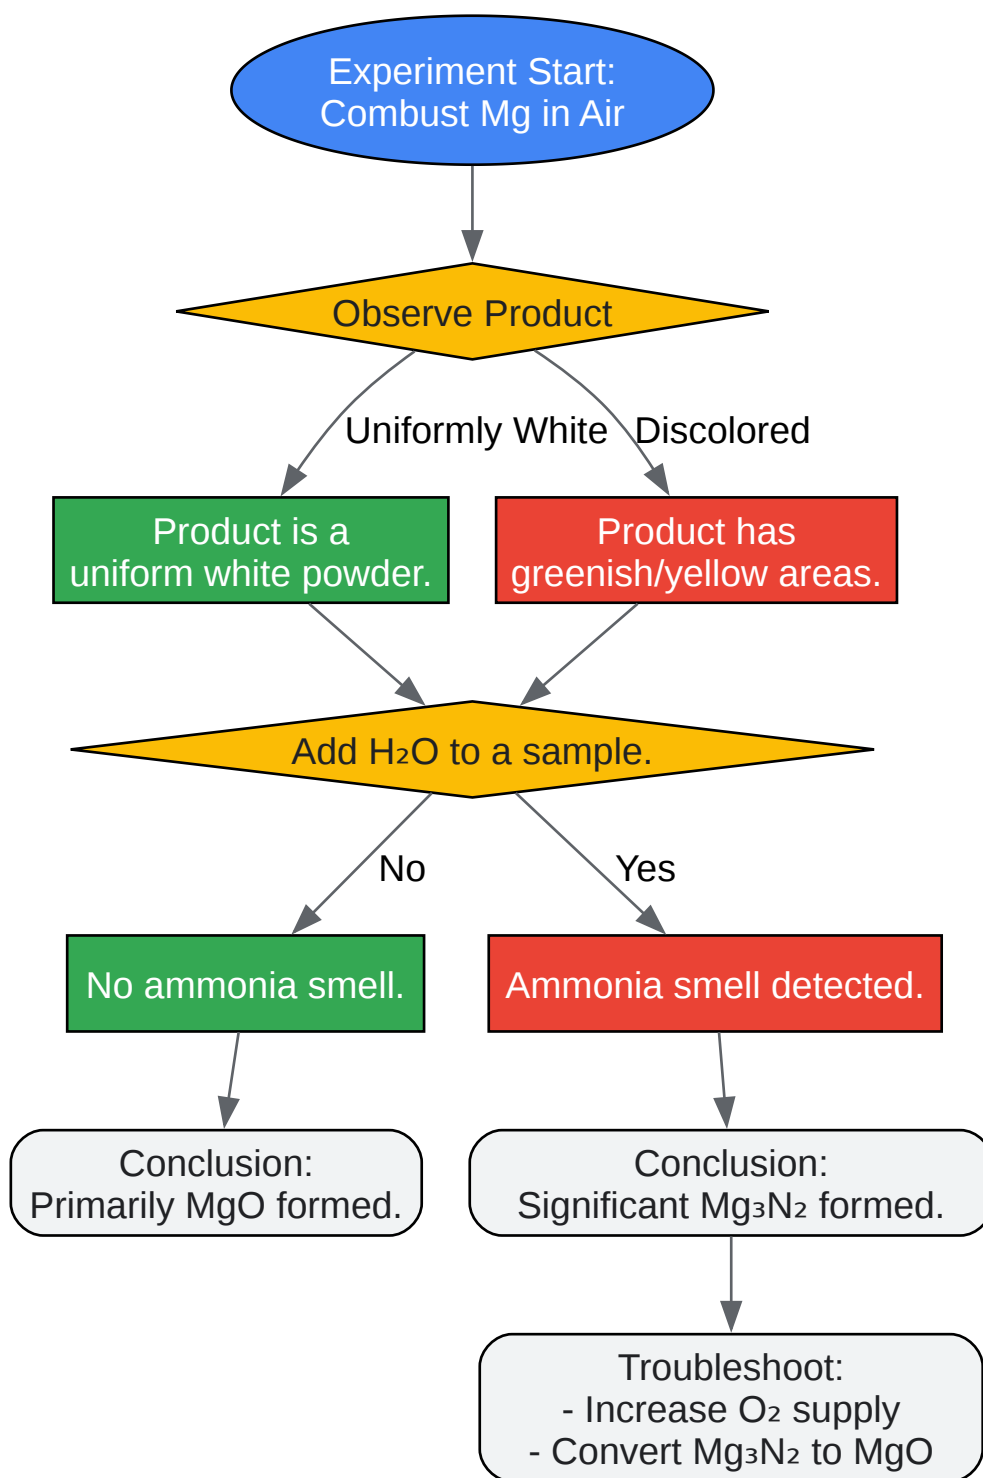 Experiment Start:
Combust Mg in Air
Observe Product
Uniformly White
Discolored
Product is a
uniform white powder.
Product has
greenish/yellow areas.
Add H₂O to a sample.
No
Yes
No ammonia smell.
Ammonia smell detected.
Conclusion:
Primarily MgO formed.
Conclusion:
Significant Mg₃N₂ formed.
Troubleshoot:
- Increase O₂ supply
- Convert Mg₃N₂ to MgO